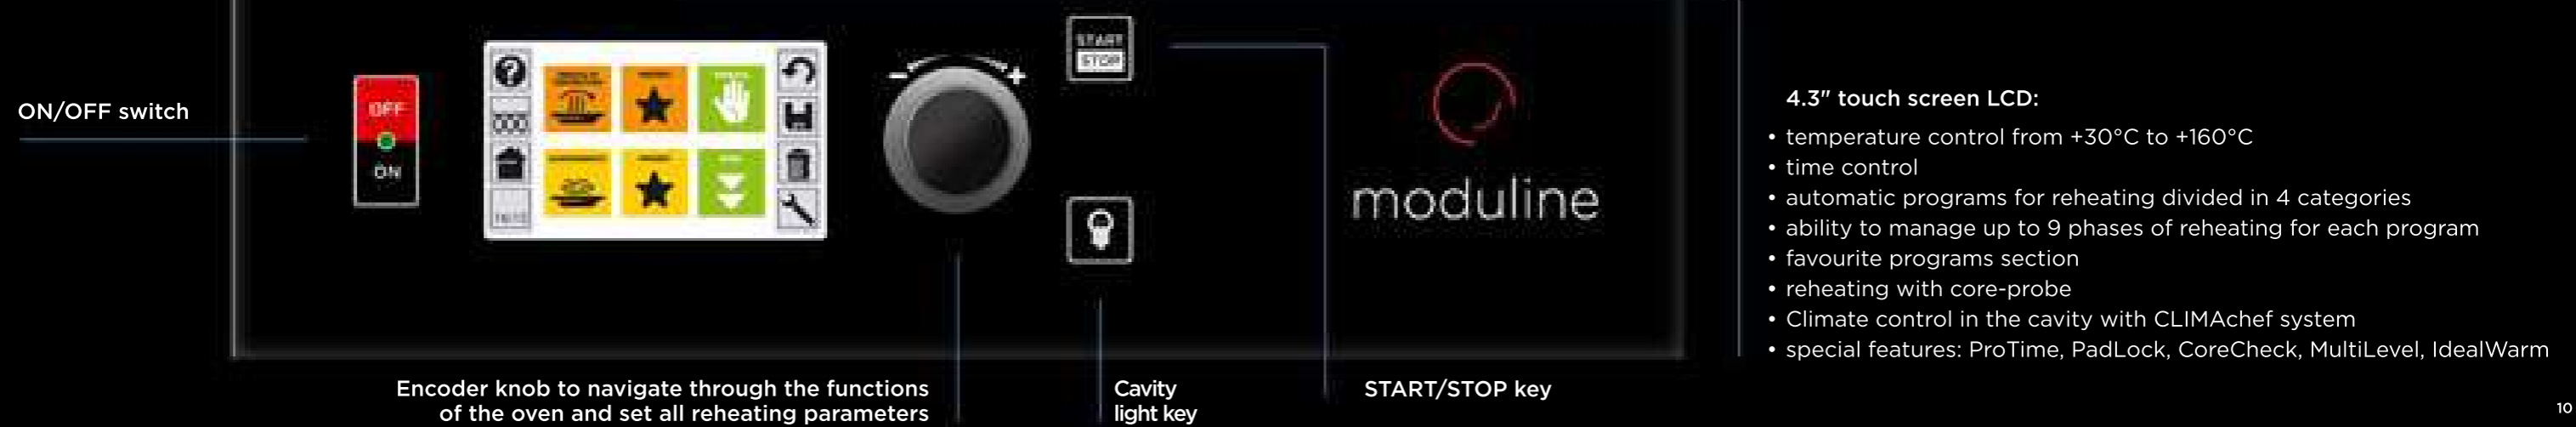 ON/OFF switch
OFF
ON
START
STOP
moduline
Encoder knob to navigate through the functions
of the oven and set all reheating parameters
Cavity
light key
START/STOP key
4.3" touch screen LCD:
• temperature control from +30°C to +160°C
• time control
• automatic programs for reheating divided in 4 categories
• ability to manage up to 9 phases of reheating for each program
• favourite programs section
• reheating with core-probe
• Climate control in the cavity with CLIMAchef system
• special features: ProTime, PadLock, CoreCheck, MultiLevel, IdealWarm
10